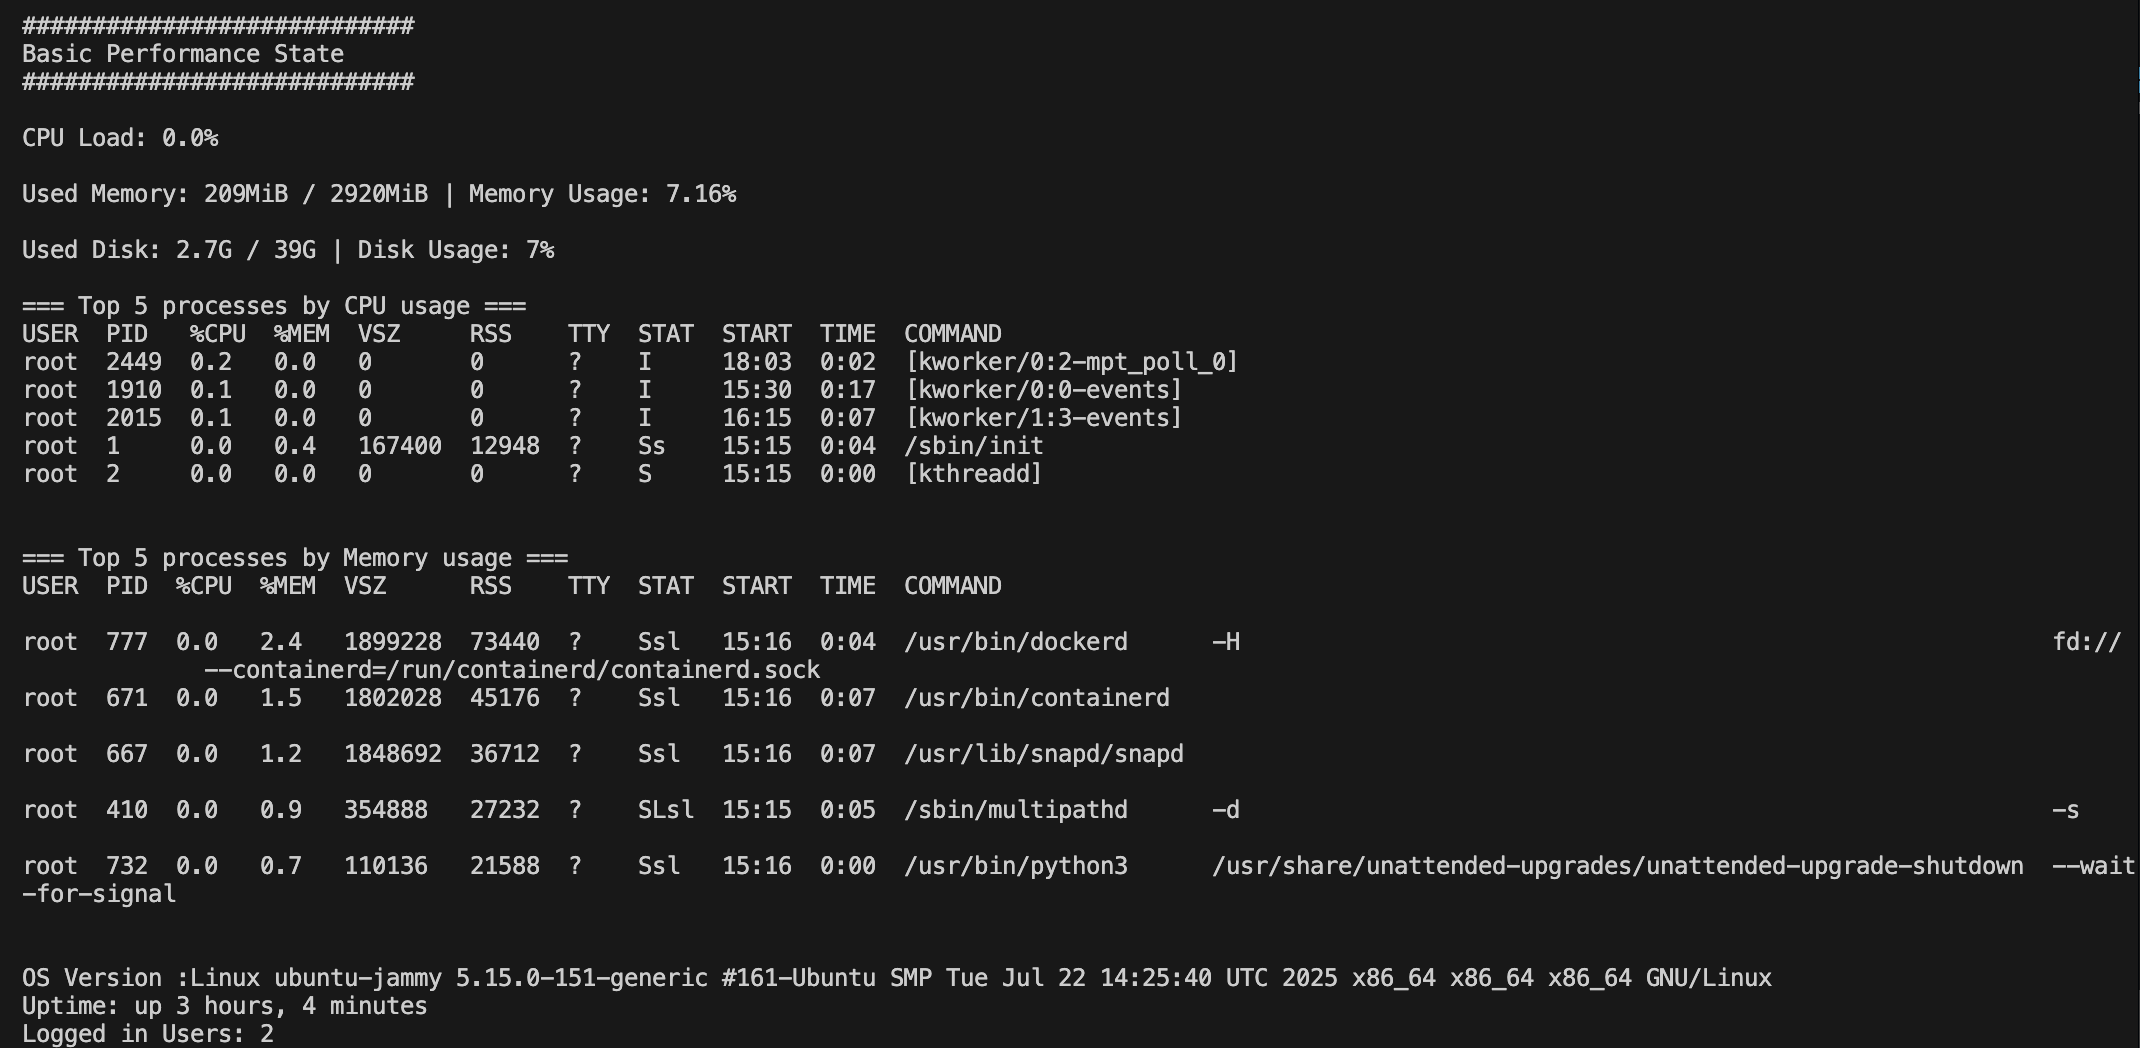 ############################
Basic Performance State
############################
CPU Load: 0.0%
Used Memory: 209MiB / 2920MiB | Memory Usage: 7.16%
Used Disk: 2.7G / 39G | Disk Usage: 7%
=== Top 5 processes by CPU usage ===
USER  PID   %CPU  %MEM  VSZ     RSS    TTY  STAT  START  TIME  COMMAND
root  2449  0.2   0.0   0       0      ?    I     18:03  0:02  [kworker/0:2-mpt_poll_0]
root  1910  0.1   0.0   0       0      ?    I     15:30  0:17  [kworker/0:0-events]
root  2015  0.1   0.0   0       0      ?    I     16:15  0:07  [kworker/1:3-events]
root  1     0.0   0.4   167400  12948  ?    Ss    15:15  0:04  /sbin/init
root  2     0.0   0.0   0       0      ?    S     15:15  0:00  [kthreadd]
=== Top 5 processes by Memory usage ===
USER  PID  %CPU  %MEM  VSZ      RSS    TTY  STAT  START  TIME  COMMAND
root  777  0.0   2.4   1899228  73440  ?    Ssl   15:16  0:04  /usr/bin/dockerd      -H                                                          fd://
             --containerd=/run/containerd/containerd.sock
root  671  0.0   1.5   1802028  45176  ?    Ssl   15:16  0:07  /usr/bin/containerd
root  667  0.0   1.2   1848692  36712  ?    Ssl   15:16  0:07  /usr/lib/snapd/snapd
root  410  0.0   0.9   354888   27232  ?    SLsl  15:15  0:05  /sbin/multipathd      -d                                                          -s
root  732  0.0   0.7   110136   21588  ?    Ssl   15:16  0:00  /usr/bin/python3      /usr/share/unattended-upgrades/unattended-upgrade-shutdown  --wait
-for-signal
OS Version :Linux ubuntu-jammy 5.15.0-151-generic #161-Ubuntu SMP Tue Jul 22 14:25:40 UTC 2025 x86_64 x86_64 x86_64 GNU/Linux
Uptime: up 3 hours, 4 minutes
Logged in Users: 2